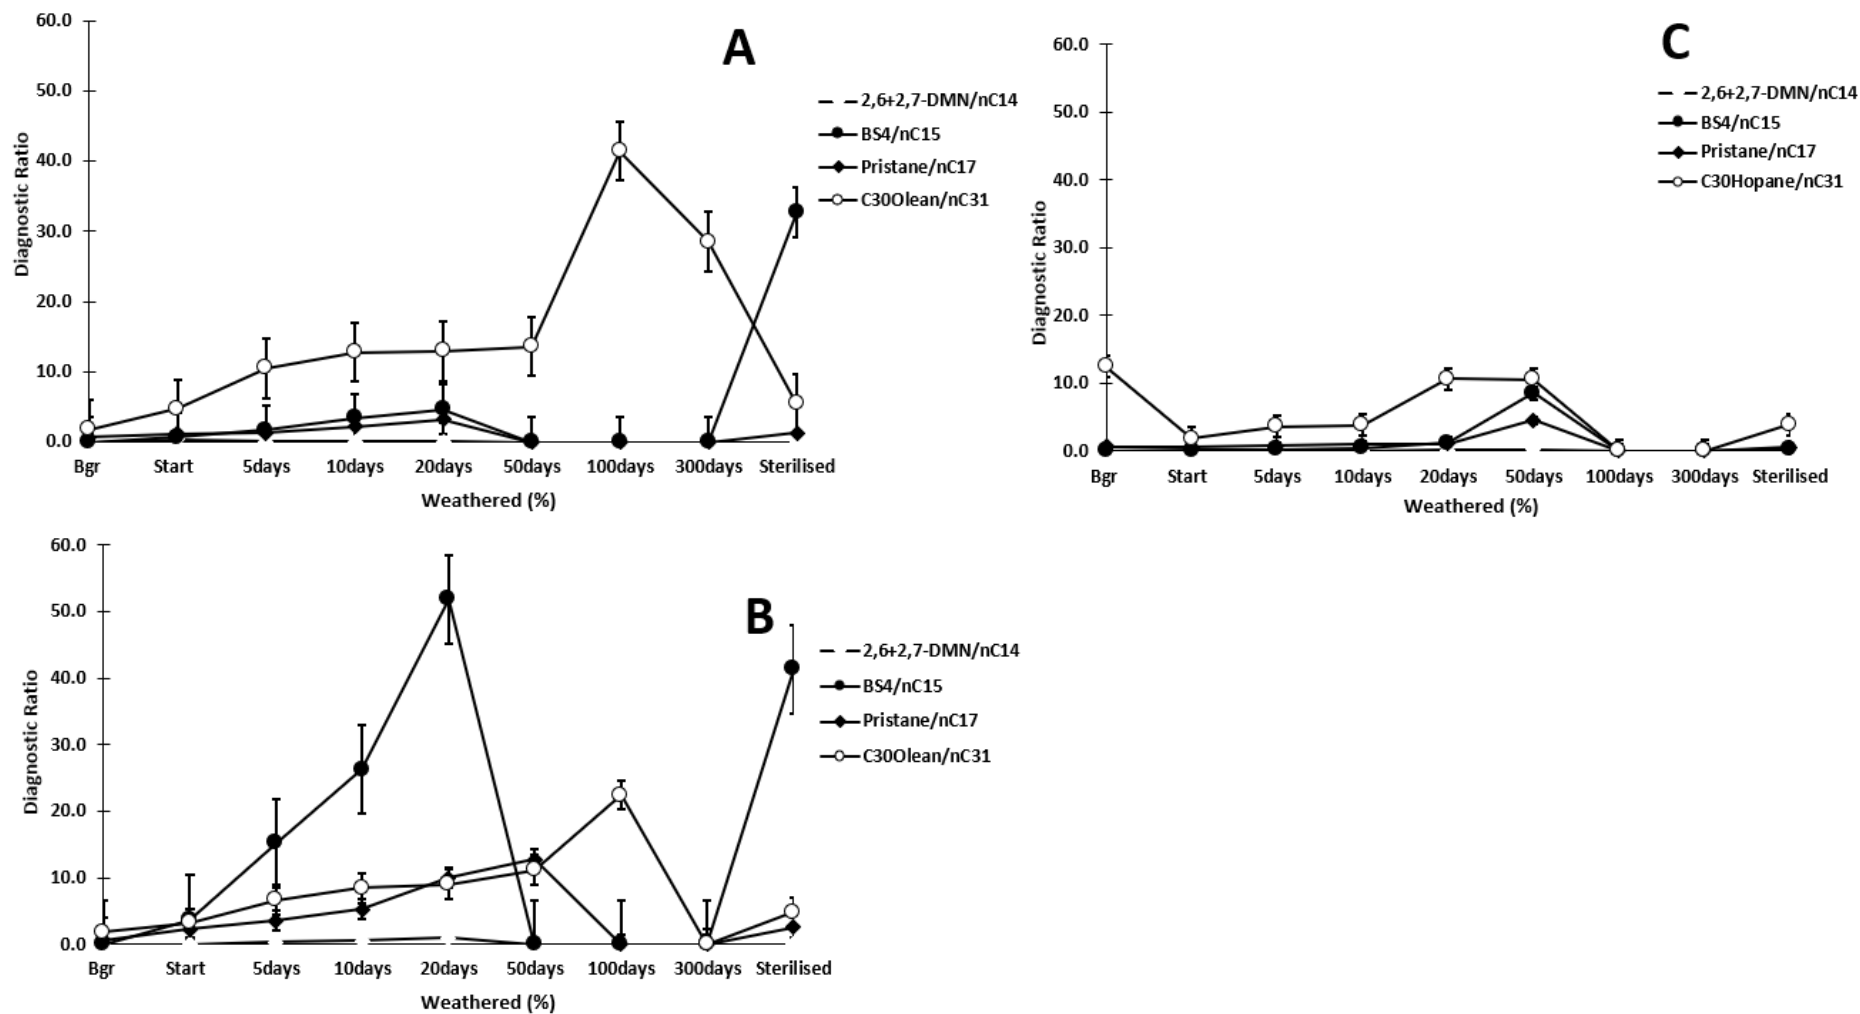 A
60.0
50.0
40.0
30.0
20.0
10.0
0.0
Diagnostic Ratio
Bgr Start 5days 10days 20days 50days 100days 300days Sterilised
Weathered (%)
2,6+2,7-DMN/nC14
BS4/nC15
Pristane/nC17
C30Olean/nC31
C
60.0
50.0
40.0
30.0
20.0
10.0
0.0
Diagnostic Ratio
Bgr Start 5days 10days 20days 50days 100days 300days Sterilised
Weathered (%)
2,6+2,7-DMN/nC14
BS4/nC15
Pristane/nC17
C30Hopane/nC31
B
60.0
50.0
40.0
30.0
20.0
10.0
0.0
Diagnostic Ratio
Bgr Start 5days 10days 20days 50days 100days 300days Sterilised
Weathered (%)
2,6+2,7-DMN/nC14
BS4/nC15
Pristane/nC17
C30Olean/nC31